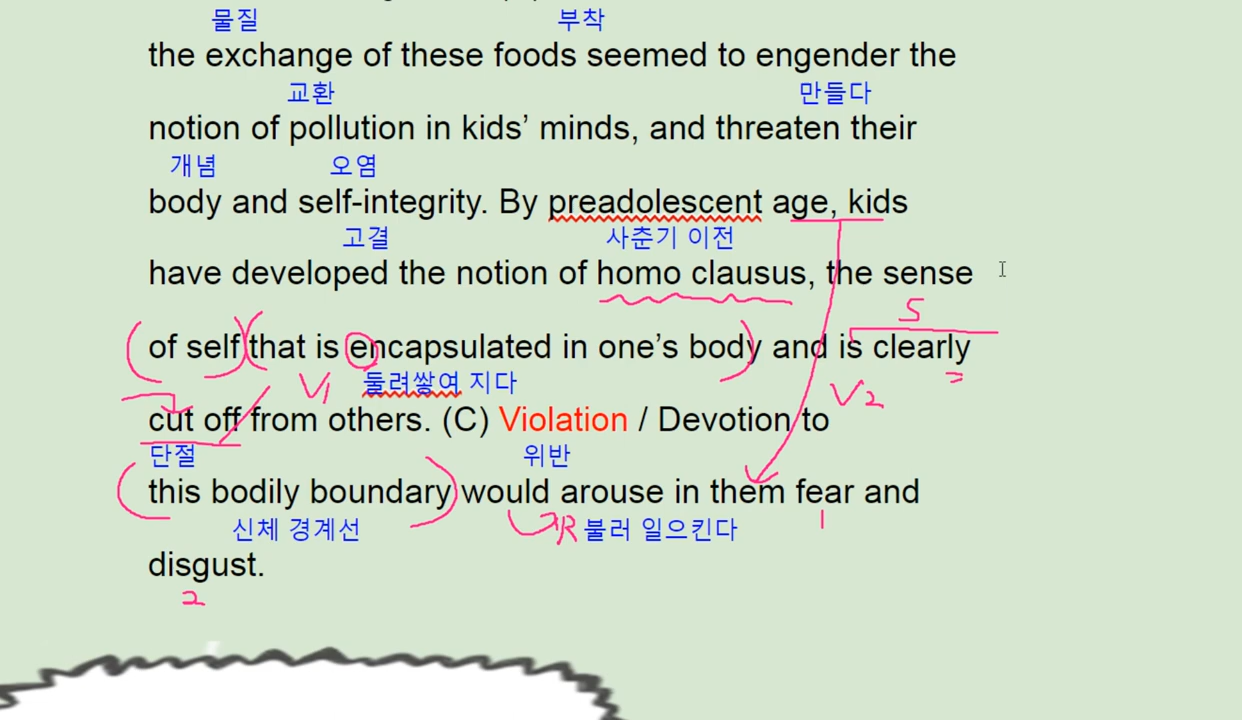 물질 부착
the exchange of these foods seemed to engender the
교환 만들다
notion of pollution in kids' minds, and threaten their
개념 오염
body and self-integrity. By preadolescent age, kids
고결 사춘기 이전
have developed the notion of homo clausus, the sense
S
of self that is encapsulated in one's body and is clearly
V1 둘려쌓여 지다 V2
cut off from others. (C) Violation / Devotion to
단절 위반
this bodily boundary would arouse in them fear and
신체 경계선 불러 일으킨다 1
disgust.
2